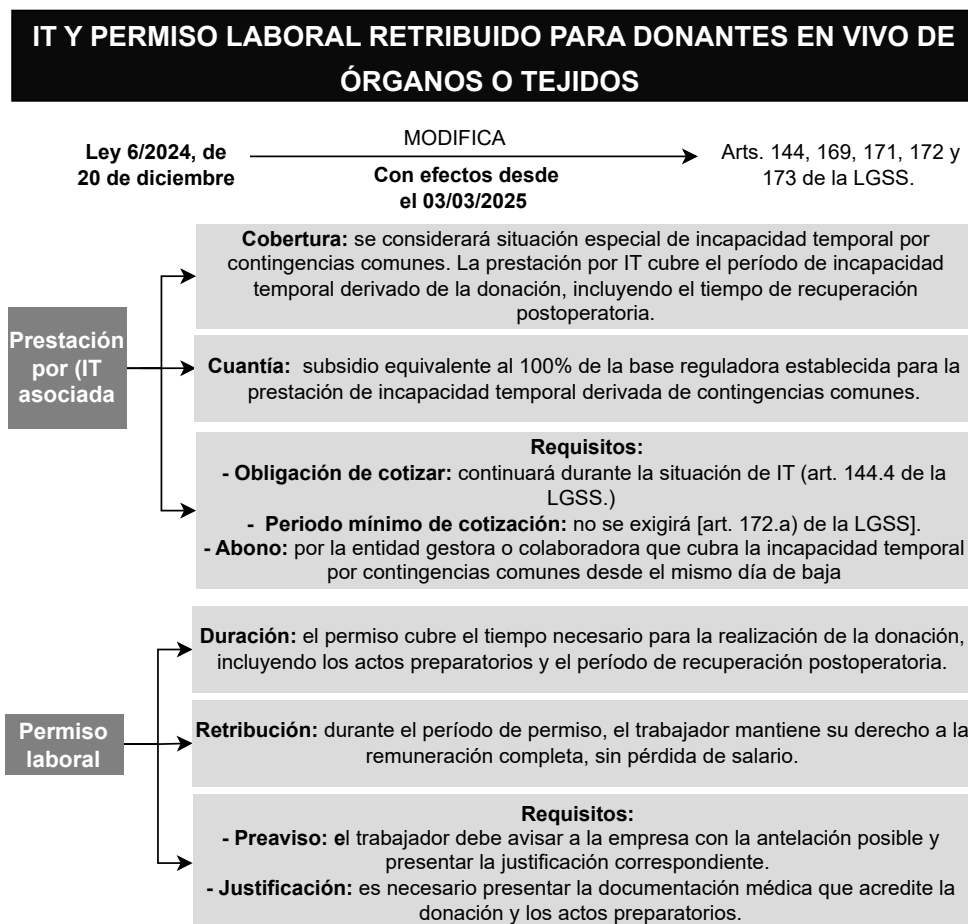 IT Y PERMISO LABORAL RETRIBUIDO PARA DONANTES EN VIVO DE
ÓRGANOS O TEJIDOS
Ley 6/2024, de
20 de diciembre
MODIFICA
Con efectos desde
el 03/03/2025
Arts. 144, 169, 171, 172 y
173 de la LGSS.
Prestación
por (IT
asociada
Cobertura: se considerará situación especial de incapacidad temporal por
contingencias comunes. La prestación por IT cubre el período de incapacidad
temporal derivado de la donación, incluyendo el tiempo de recuperación
postoperatoria.
Cuantía: subsidio equivalente al 100% de la base reguladora establecida para la
prestación de incapacidad temporal derivada de contingencias comunes.
Requisitos:
- Obligación de cotizar: continuará durante la situación de IT (art. 144.4 de la
LGSS.)
- Periodo mínimo de cotización: no se exigirá [art. 172.a) de la LGSS].
- Abono: por la entidad gestora o colaboradora que cubra la incapacidad temporal
por contingencias comunes desde el mismo día de baja
Permiso
laboral
Duración: el permiso cubre el tiempo necesario para la realización de la donación,
incluyendo los actos preparatorios y el período de recuperación postoperatoria.
Retribución: durante el período de permiso, el trabajador mantiene su derecho a la
remuneración completa, sin pérdida de salario.
Requisitos:
- Preaviso: el trabajador debe avisar a la empresa con la antelación posible y
presentar la justificación correspondiente.
- Justificación: es necesario presentar la documentación médica que acredite la
donación y los actos preparatorios.